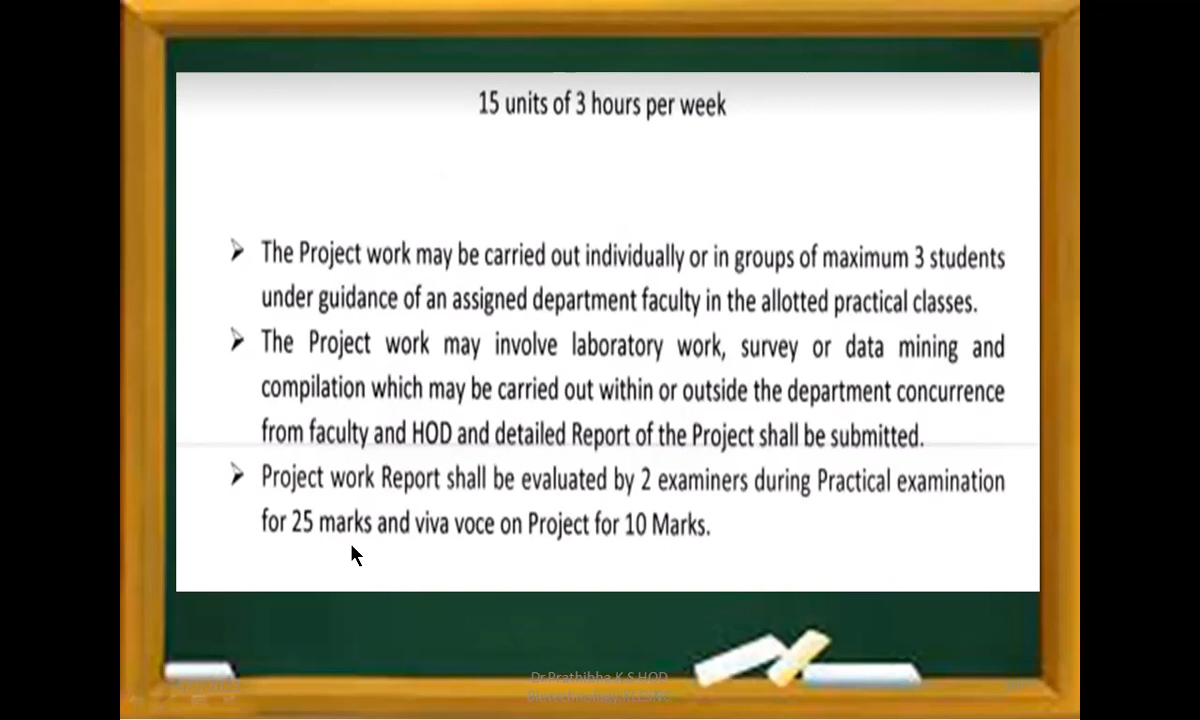 15 units of 3 hours per week
The Project work may be carried out individually or in groups of maximum 3 students
under guidance of an assigned department faculty in the allotted practical classes.
The Project work may involve laboratory work, survey or data mining and
compilation which may be carried out within or outside the department concurrence
from faculty and HOD and detailed Report of the Project shall be submitted.
Project work Report shall be evaluated by 2 examiners during Practical examination
for 25 marks and viva voce on Project for 10 Marks.
Dr.Prathibha K S HOD
Biotechnology